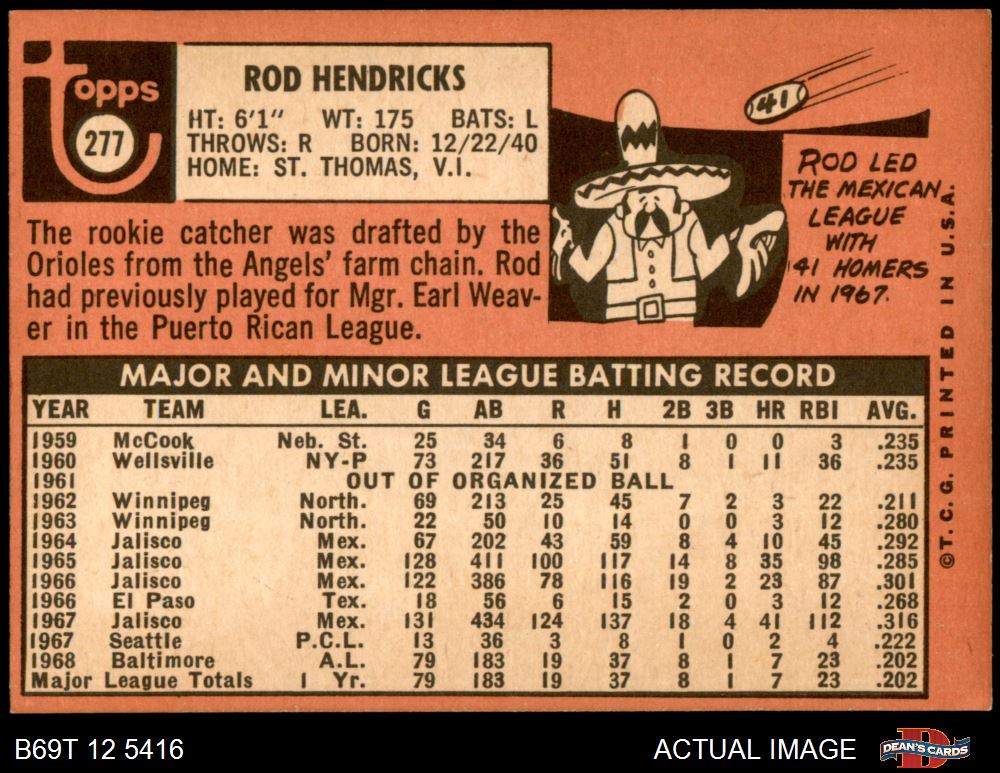 topps
277
ROD HENDRICKS
HT: 6'1" WT: 175 BATS: L
THROWS: R BORN: 12/22/40
HOME: ST. THOMAS, V.I.
The rookie catcher was drafted by the
Orioles from the Angels' farm chain. Rod
had previously played for Mgr. Earl Weav-
er in the Puerto Rican League.
41
ROD LED
THE MEXICAN
LEAGUE
WITH
41 HOMERS
IN 1967.
MAJOR AND MINOR LEAGUE BATTING RECORD
YEAR TEAM LEA. G AB R H 2B 3B HR RBI AVG.
1959 McCook Neb. St. 25 34 6 8 1 0 0 3 .235
1960 Wellsville NY-P 73 217 36 51 8 1 11 36 .235
1961 OUT OF ORGANIZED BALL
1962 Winnipeg North. 69 213 25 45 7 2 3 22 .211
1963 Winnipeg North. 22 50 10 14 0 0 3 12 .280
1964 Jalisco Mex. 67 202 43 59 8 4 10 45 .292
1965 Jalisco Mex. 128 411 100 117 14 8 35 98 .285
1966 Jalisco Mex. 122 386 78 116 19 2 23 87 .301
1966 El Paso Tex. 18 56 6 15 2 0 3 12 .268
1967 Jalisco Mex. 131 434 124 137 18 4 41 112 .316
1967 Seattle P.C.L. 13 36 3 8 1 0 2 4 .222
1968 Baltimore A.L. 79 183 19 37 8 1 7 23 .202
Major League Totals 1 Yr. 79 183 19 37 8 1 7 23 .202
©T. C. G. PRINTED IN U.S.A.
B69T 12 5416
ACTUAL IMAGE
DEAN'S CARDS